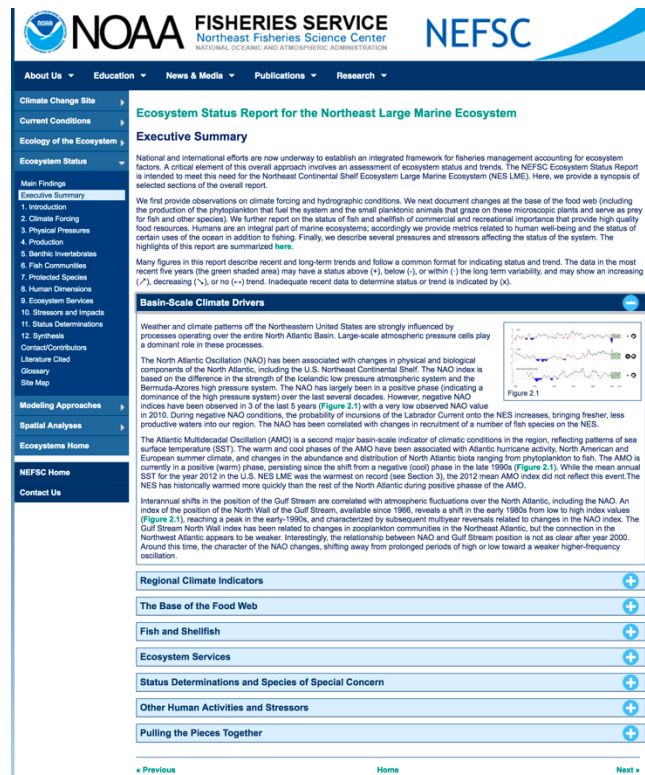 NOAA
NOAA
FISHERIES SERVICE
Northeast Fisheries Science Center
NATIONAL OCEANIC AND ATMOSPHERIC ADMINISTRATION
NEFSC
About Us
Education
News & Media
Publications
Research
Climate Change Site
Current Conditions
Ecology of the Ecosystem
Ecosystem Status
Main Findings
Executive Summary
1. Introduction
2. Climate Forcing
3. Physical Pressures
4. Production
5. Benthic Invertebrates
6. Fish Communities
7. Protected Species
8. Human Dimensions
9. Ecosystem Services
10. Stressors and Impacts
11. Status Determinations
12. Synthesis
Contact/Contributors
Literature Cited
Glossary
Site Map
Modeling Approaches
Spatial Analyses
Ecosystems Home
NEFSC Home
Contact Us
Ecosystem Status Report for the Northeast Large Marine Ecosystem
Executive Summary
National and international efforts are now underway to establish an integrated framework for fisheries management accounting for ecosystem
factors. A critical element of this overall approach involves an assessment of ecosystem status and trends. The NEFSC Ecosystem Status Report
is intended to meet this need for the Northeast Continental Shelf Ecosystem Large Marine Ecosystem (NES LME). Here, we provide a synopsis of
selected sections of the overall report.
We first provide observations on climate forcing and hydrographic conditions. We next document changes at the base of the food web (including
the production of the phytoplankton that fuel the system and the small planktonic animals that graze on these microscopic plants and serve as prey
for fish and other species). We further report on the status of fish and shellfish of commercial and recreational importance that provide high quality
food resources. Humans are an integral part of marine ecosystems; accordingly we provide metrics related to human well-being and the status of
certain uses of the ocean in addition to fishing. Finally, we describe several pressures and stressors affecting the status of the system. The
highlights of this report are summarized here.
Many figures in this report describe recent and long-term trends and follow a common format for indicating status and trend. The data in the most
recent five years (the green shaded area) may have a status above (+), below (-), or within (·) the long term variability, and may show an increasing
(↗), decreasing (↘), or no (↔) trend. Inadequate recent data to determine status or trend is indicated by (x).
Basin-Scale Climate Drivers
Weather and climate patterns off the Northeastern United States are strongly influenced by
processes operating over the entire North Atlantic Basin. Large-scale atmospheric pressure cells play
a dominant role in these processes.
The North Atlantic Oscillation (NAO) has been associated with changes in physical and biological
components of the North Atlantic, including the U.S. Northeast Continental Shelf. The NAO index is
based on the difference in the strength of the Icelandic low pressure atmospheric system and the
Bermuda-Azores high pressure system. The NAO has largely been in a positive phase (indicating a
dominance of the high pressure system) over the last several decades. However, negative NAO
indices have been observed in 3 of the last 5 years (Figure 2.1) with a very low observed NAO value
in 2010. During negative NAO conditions, the probability of incursions of the Labrador Current onto the NES increases, bringing fresher, less
productive waters into our region. The NAO has been correlated with changes in recruitment of a number of fish species on the NES.
Figure 2.1
The Atlantic Multidecadal Oscillation (AMO) is a second major basin-scale indicator of climatic conditions in the region, reflecting patterns of sea
surface temperature (SST). The warm and cool phases of the AMO have been associated with Atlantic hurricane activity, North American and
European summer climate, and changes in the abundance and distribution of North Atlantic biota ranging from phytoplankton to fish. The AMO is
currently in a positive (warm) phase, persisting since the shift from a negative (cool) phase in the late 1990s (Figure 2.1). While the mean annual
SST for the year 2012 in the U.S. NES LME was the warmest on record (see Section 3), the 2012 mean AMO index did not reflect this event.The
NES has historically warmed more quickly than the rest of the North Atlantic during positive phasse of the AMO.
Interannual shifts in the position of the Gulf Stream are correlated with atmospheric fluctuations over the North Atlantic, including the NAO. An
index of the position of the North Wall of the Gulf Stream, available since 1966, reveals a shift in the early 1980s from low to high index values
(Figure 2.1), reaching a peak in the early-1990s, and characterized by subsequent multiyear reversals related to changes in the NAO index. The
Gulf Stream North Wall index has been related to changes in zooplankton communities in the Northeast Atlantic, but the connection in the
Northwest Atlantic appears to be weaker. Interestingly, the relationship between NAO and Gulf Stream position is not as clear after year 2000.
Around this time, the character of the NAO changes, shifting away from prolonged periods of high or low toward a weaker higher-frequency
oscillation.
Regional Climate Indicators
The Base of the Food Web
Fish and Shellfish
Ecosystem Services
Status Determinations and Species of Special Concern
Other Human Activities and Stressors
Pulling the Pieces Together
« Previous
Home
Next »